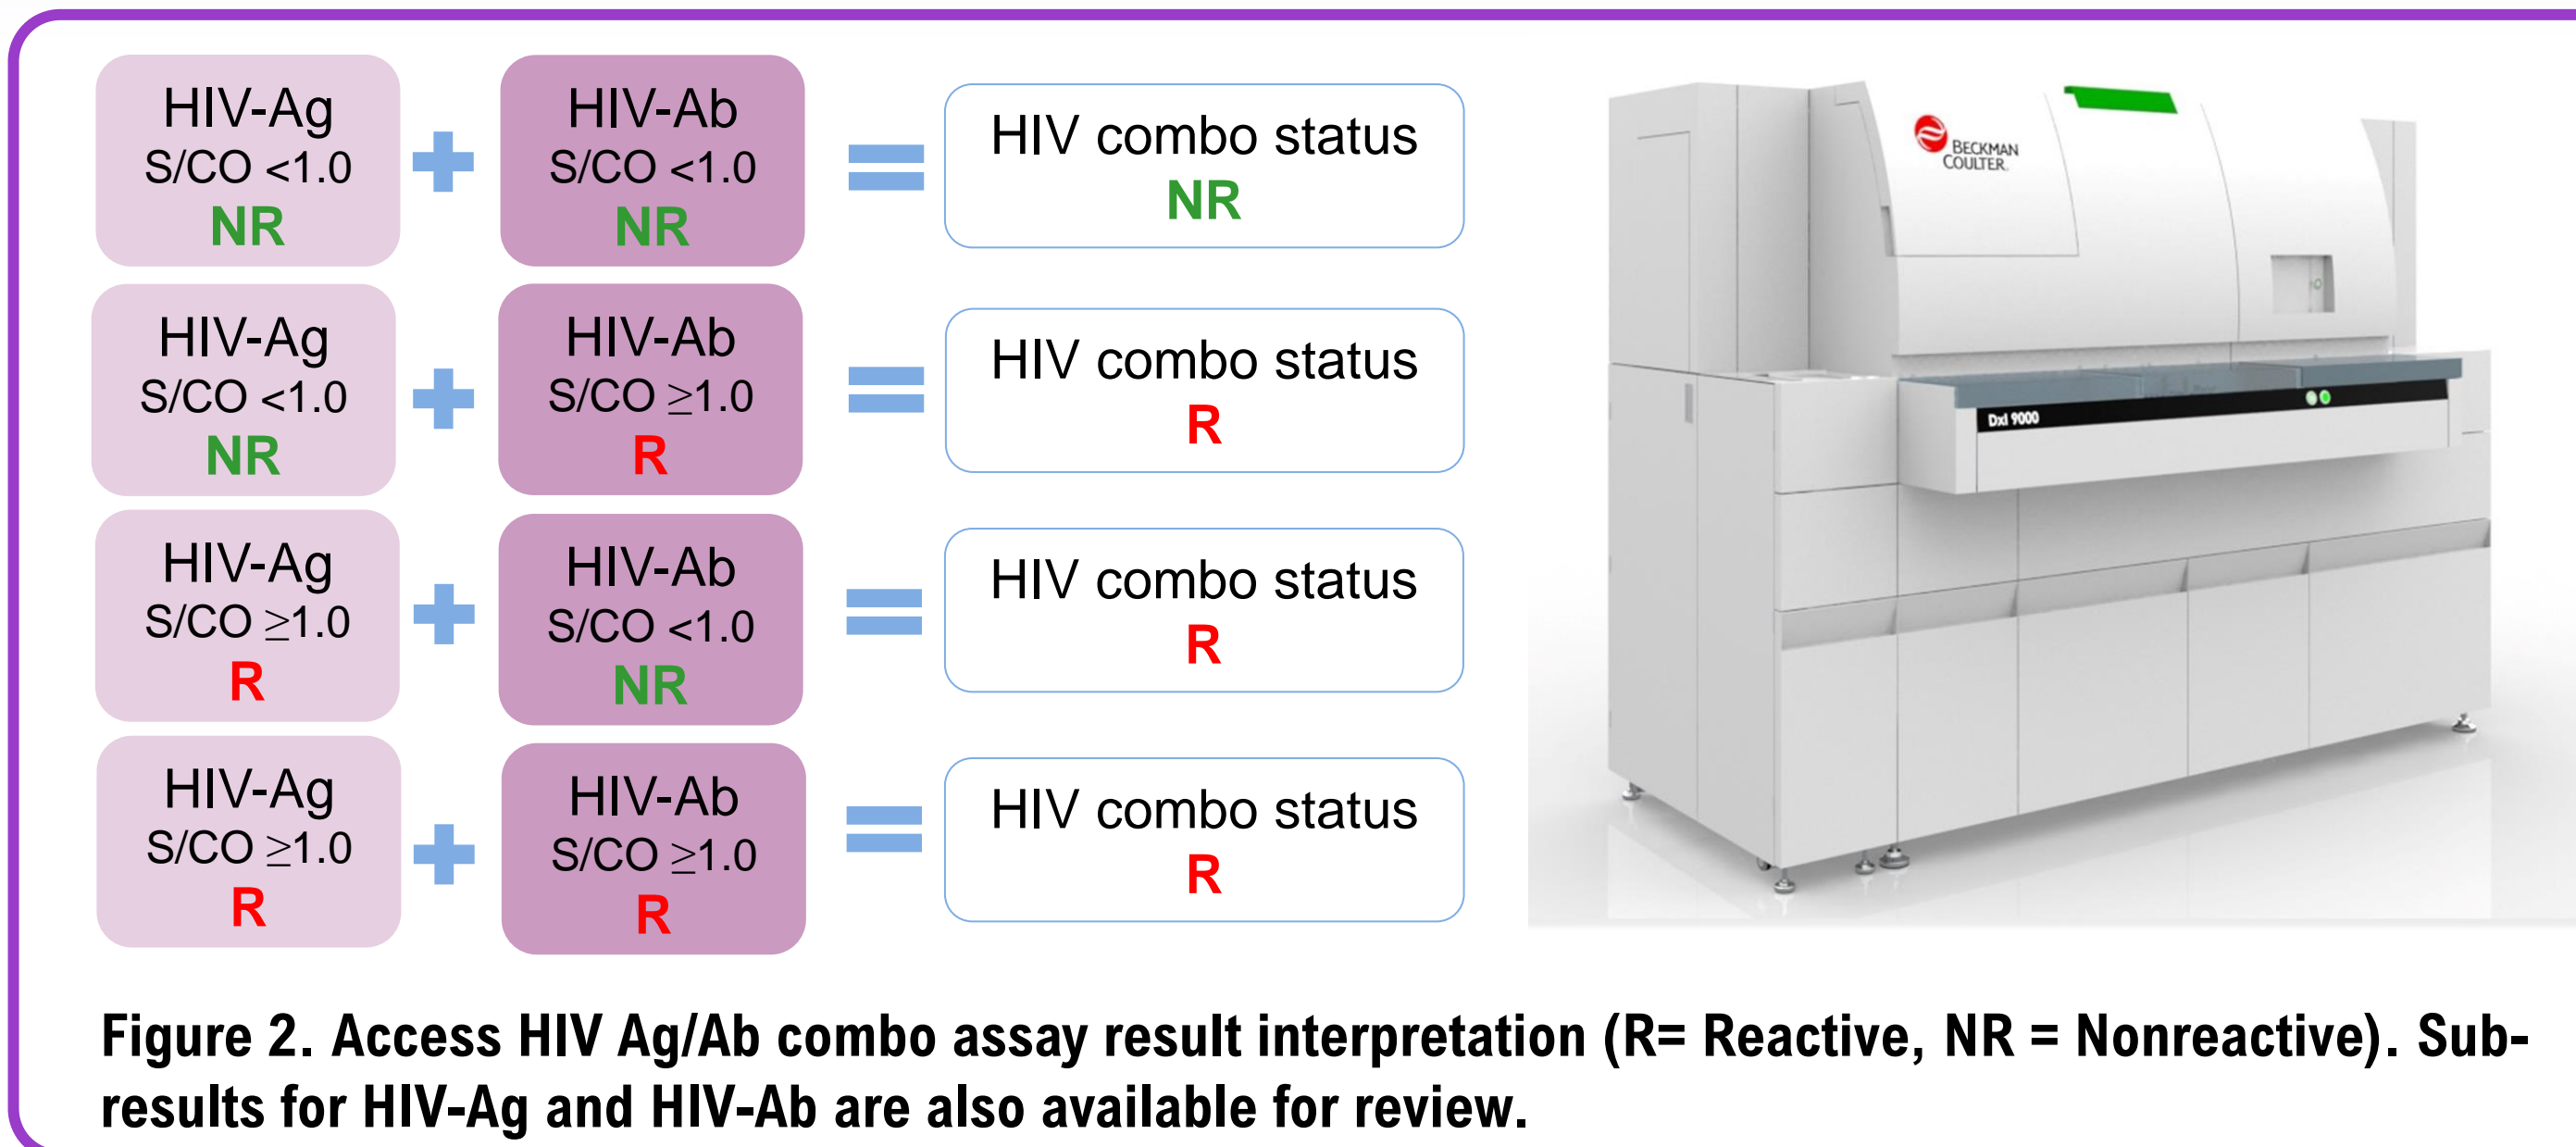 HIV-Ag
S/CO <1.0
NR
HIV-Ab
S/CO <1.0
NR
HIV combo status
NR
HIV-Ag
S/CO <1.0
NR
HIV-Ab
S/CO ≥1.0
R
HIV combo status
R
HIV-Ag
S/CO ≥1.0
R
HIV-Ab
S/CO <1.0
NR
HIV combo status
R
HIV-Ag
S/CO ≥1.0
R
HIV-Ab
S/CO ≥1.0
R
HIV combo status
R
BECKMAN
COULTER
DxI 9000
Figure 2. Access HIV Ag/Ab combo assay result interpretation (R= Reactive, NR = Nonreactive). Sub-
results for HIV-Ag and HIV-Ab are also available for review.